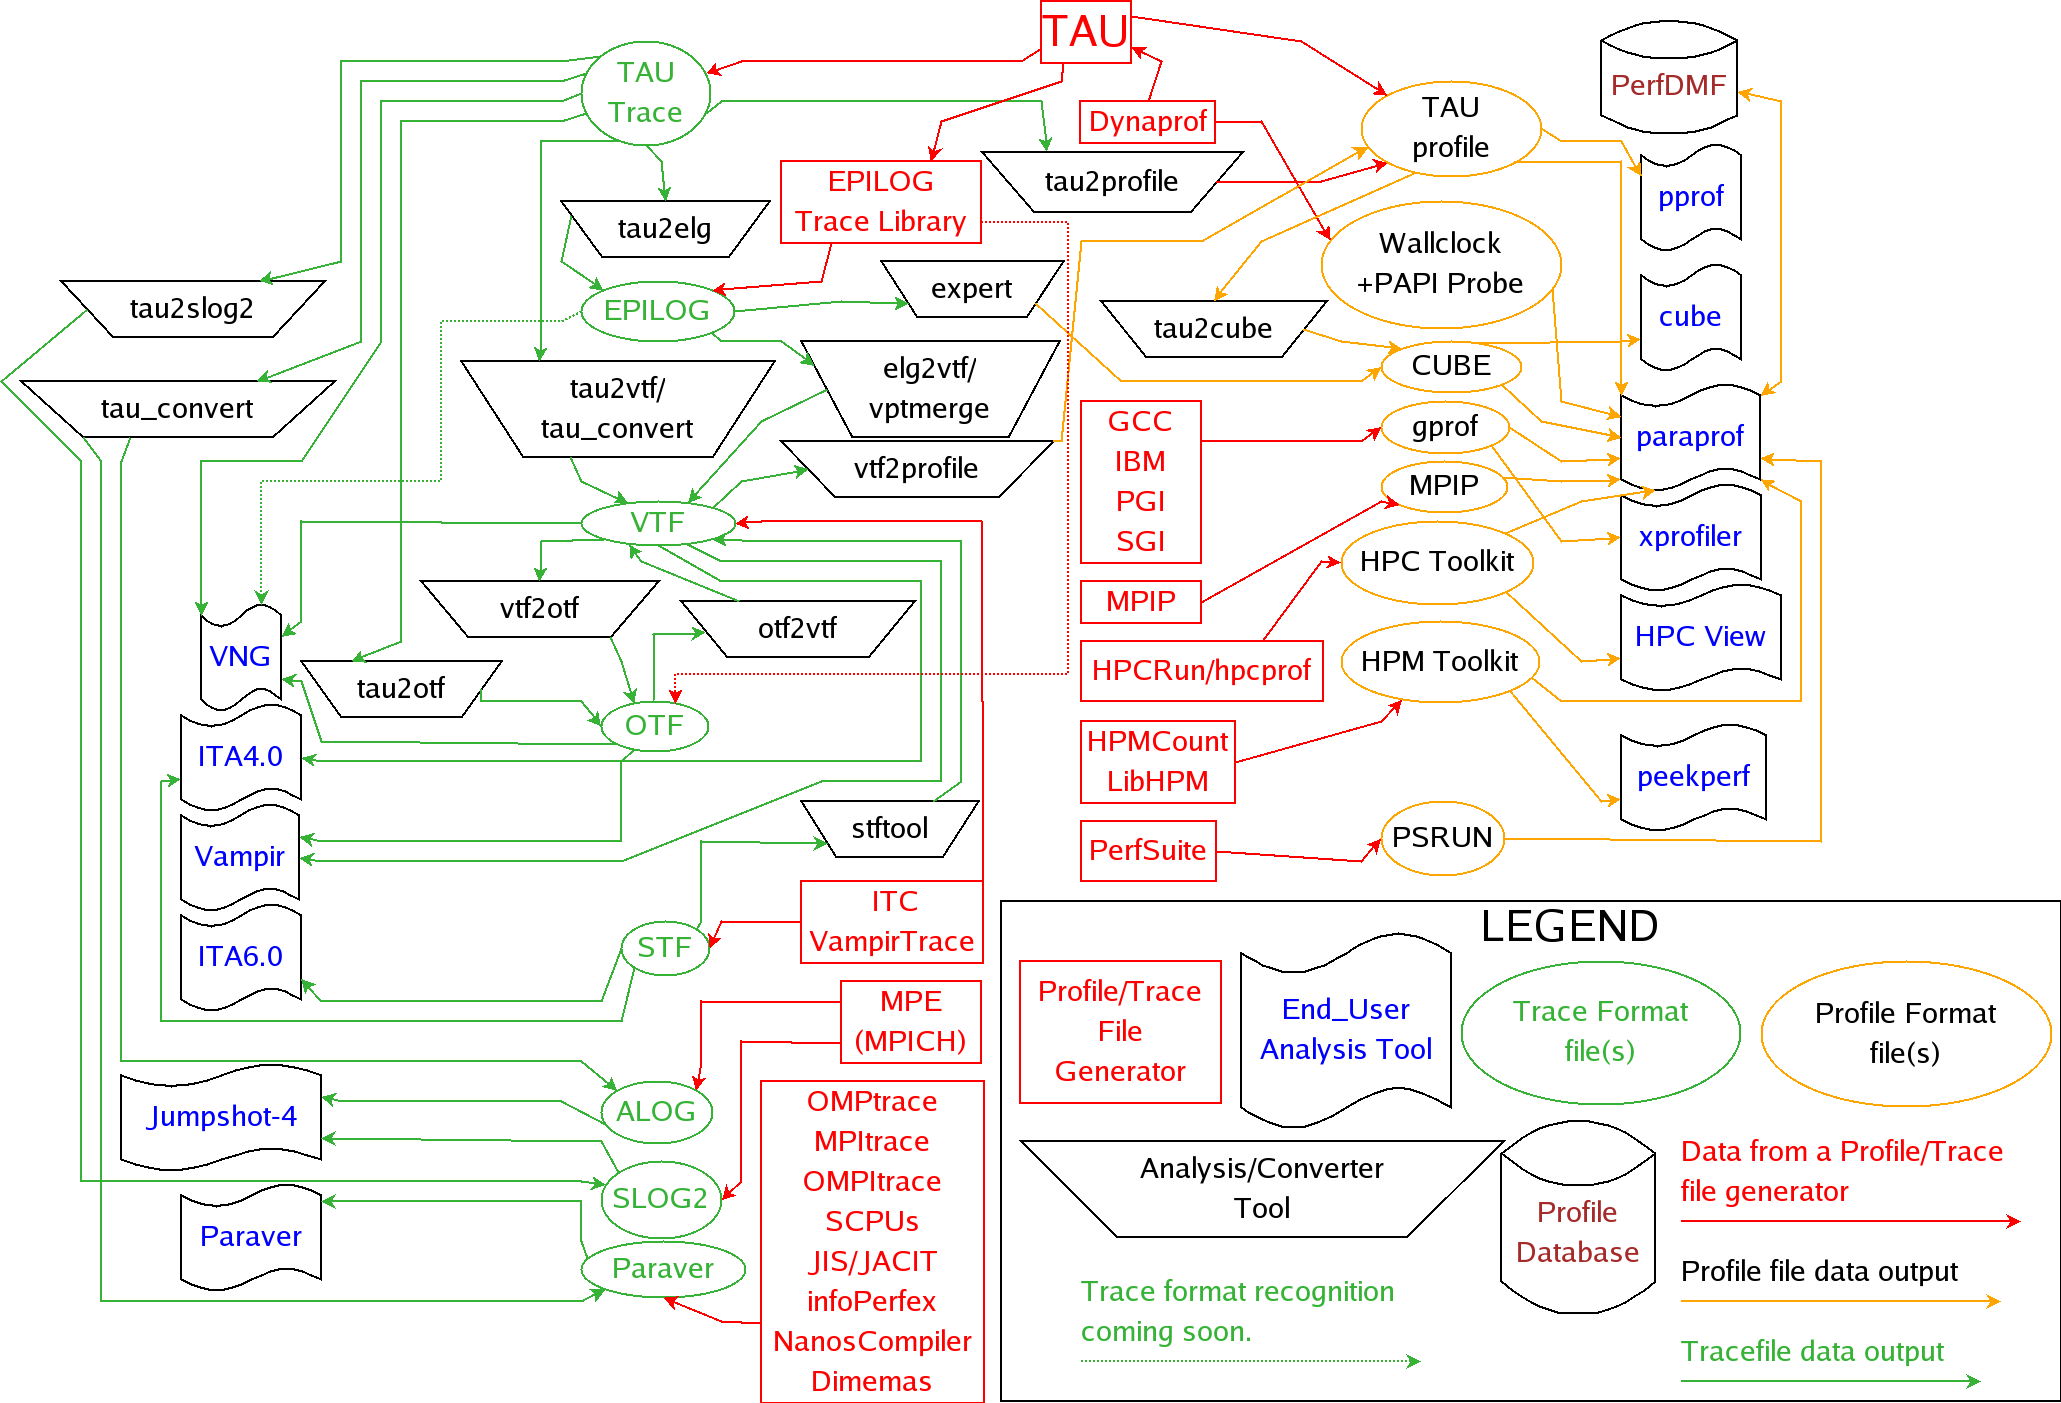 TAU
TAU
Trace
Dynaprof
TAU
profile
PerfDMF
EPILOG
Trace Library
tau2profile
pprof
tau2elg
Wallclock
+PAPI Probe
tau2slog2
EPILOG
expert
tau2cube
cube
tau_convert
tau2vtf/
tau_convert
elg2vtf/
vptmerge
CUBE
vtf2profile
GCC
IBM
PGI
SGI
gprof
paraprof
MPIP
VTF
HPC Toolkit
xprofiler
vtf2otf
otf2vtf
MPIP
VNG
tau2otf
HPCRun/hpcprof
HPM Toolkit
HPC View
OTF
ITA4.0
HPMCount
LibHPM
peekperf
Vampir
stftool
PerfSuite
PSRUN
ITA6.0
STF
ITC
VampirTrace
MPE
(MPICH)
Jumpshot-4
ALOG
SLOG2
Paraver
Paraver
OMPtrace
MPItrace
OMPItrace
SCPUs
JIS/JACIT
infoPerfex
NanosCompiler
Dimemas
LEGEND
Profile/Trace
File
Generator
End_User
Analysis Tool
Trace Format
file(s)
Profile Format
file(s)
Analysis/Converter
Tool
Profile
Database
Data from a Profile/Trace
file generator
Profile file data output
Trace format recognition
coming soon.
Tracefile data output